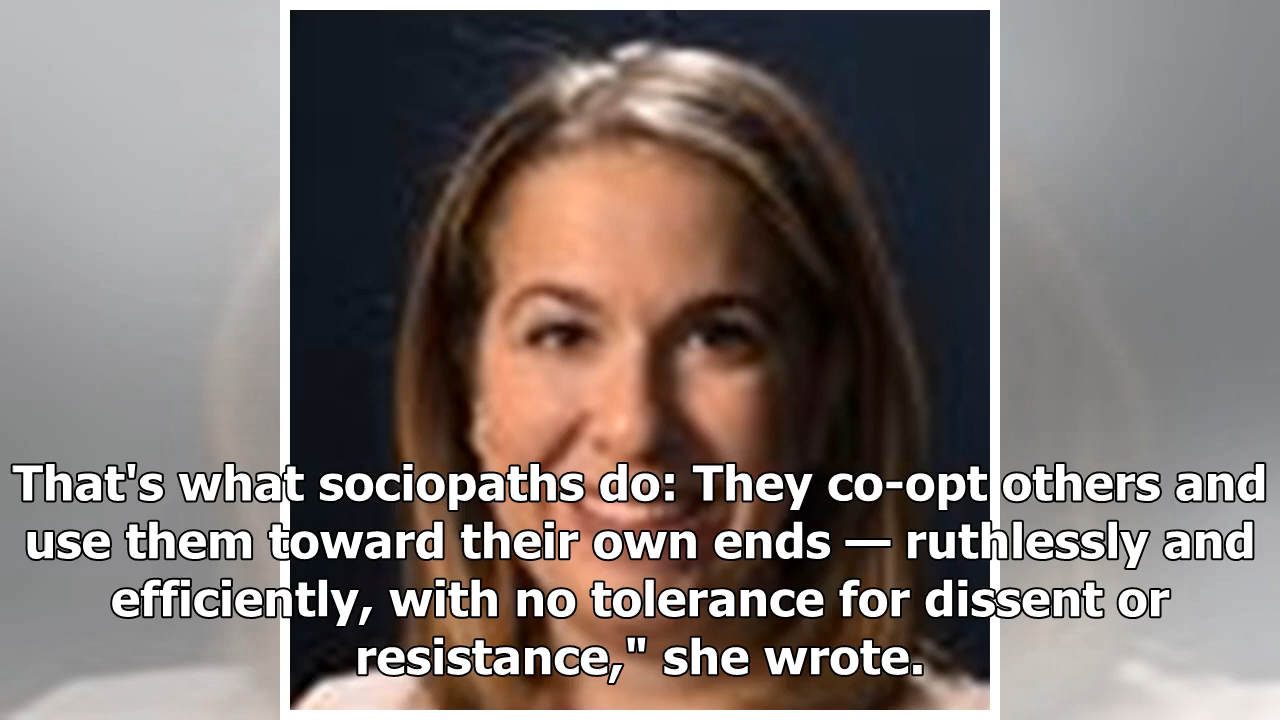 That's what sociopaths do: They co-opt others and
use them toward their own ends — ruthlessly and
efficiently, with no tolerance for dissent or
resistance," she wrote.